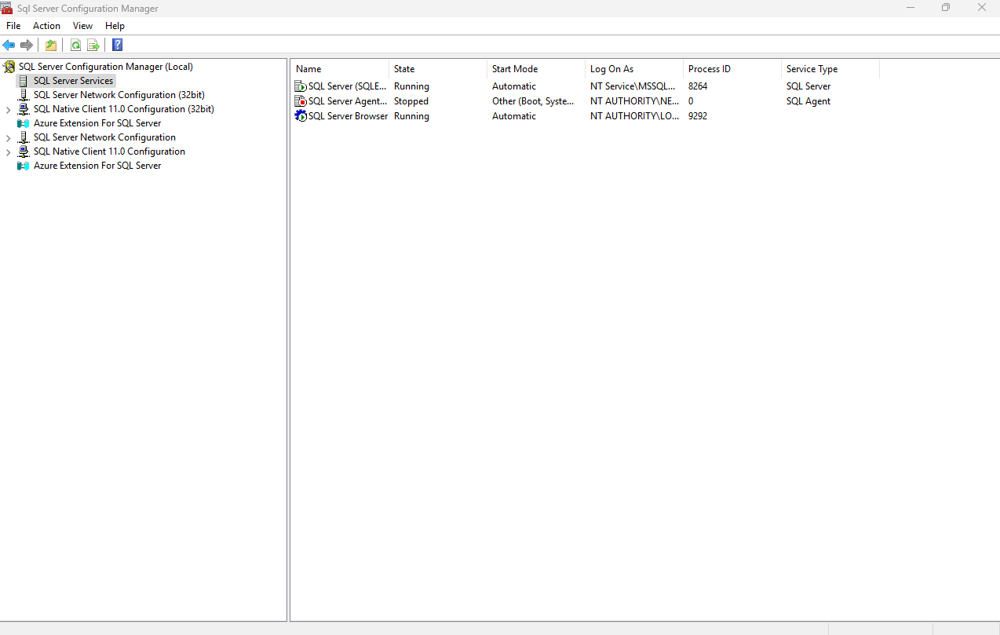 Sql Server Configuration Manager
File Action View Help
SQL Server Configuration Manager (Local)
SQL Server Services
SQL Server Network Configuration (32bit)
SQL Native Client 11.0 Configuration (32bit)
Azure Extension For SQL Server
SQL Server Network Configuration
SQL Native Client 11.0 Configuration
Azure Extension For SQL Server
Name State Start Mode Log On As Process ID Service Type
SQL Server (SQLE... Running Automatic NT Service\MSSQL... 8264 SQL Server
SQL Server Agent... Stopped Other (Boot, Syste... NT AUTHORITY\NE... 0 SQL Agent
SQL Server Browser Running Automatic NT AUTHORITY\LO... 9292